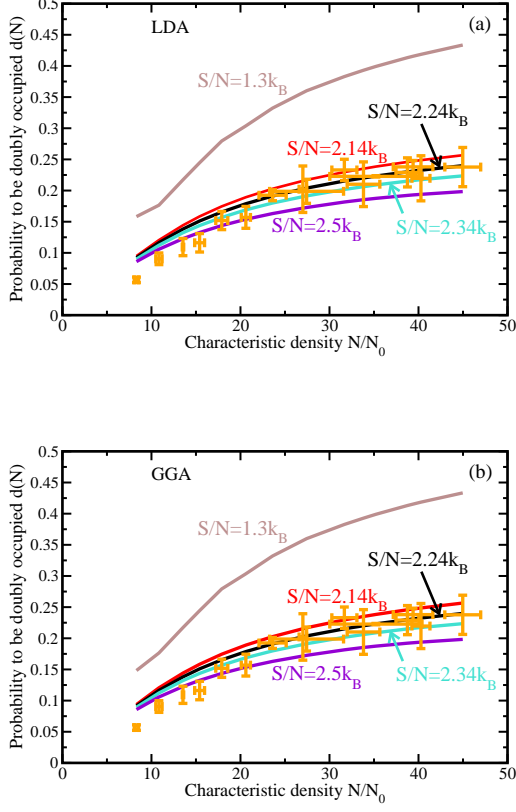 LDA
(a)
S/N=1.3k_B
S/N=2.24k_B
S/N=2.14k_B
S/N=2.5k_B
S/N=2.34k_B
Probability to be doubly occupied d(N)
0.5
0.45
0.4
0.35
0.3
0.25
0.2
0.15
0.1
0.05
0
0 10 20 30 40 50
Characteristic density N/N_0
GGA
(b)
S/N=1.3k_B
S/N=2.24k_B
S/N=2.14k_B
S/N=2.5k_B
S/N=2.34k_B
Probability to be doubly occupied d(N)
0.5
0.45
0.4
0.35
0.3
0.25
0.2
0.15
0.1
0.05
0
0 10 20 30 40 50
Characteristic density N/N_0